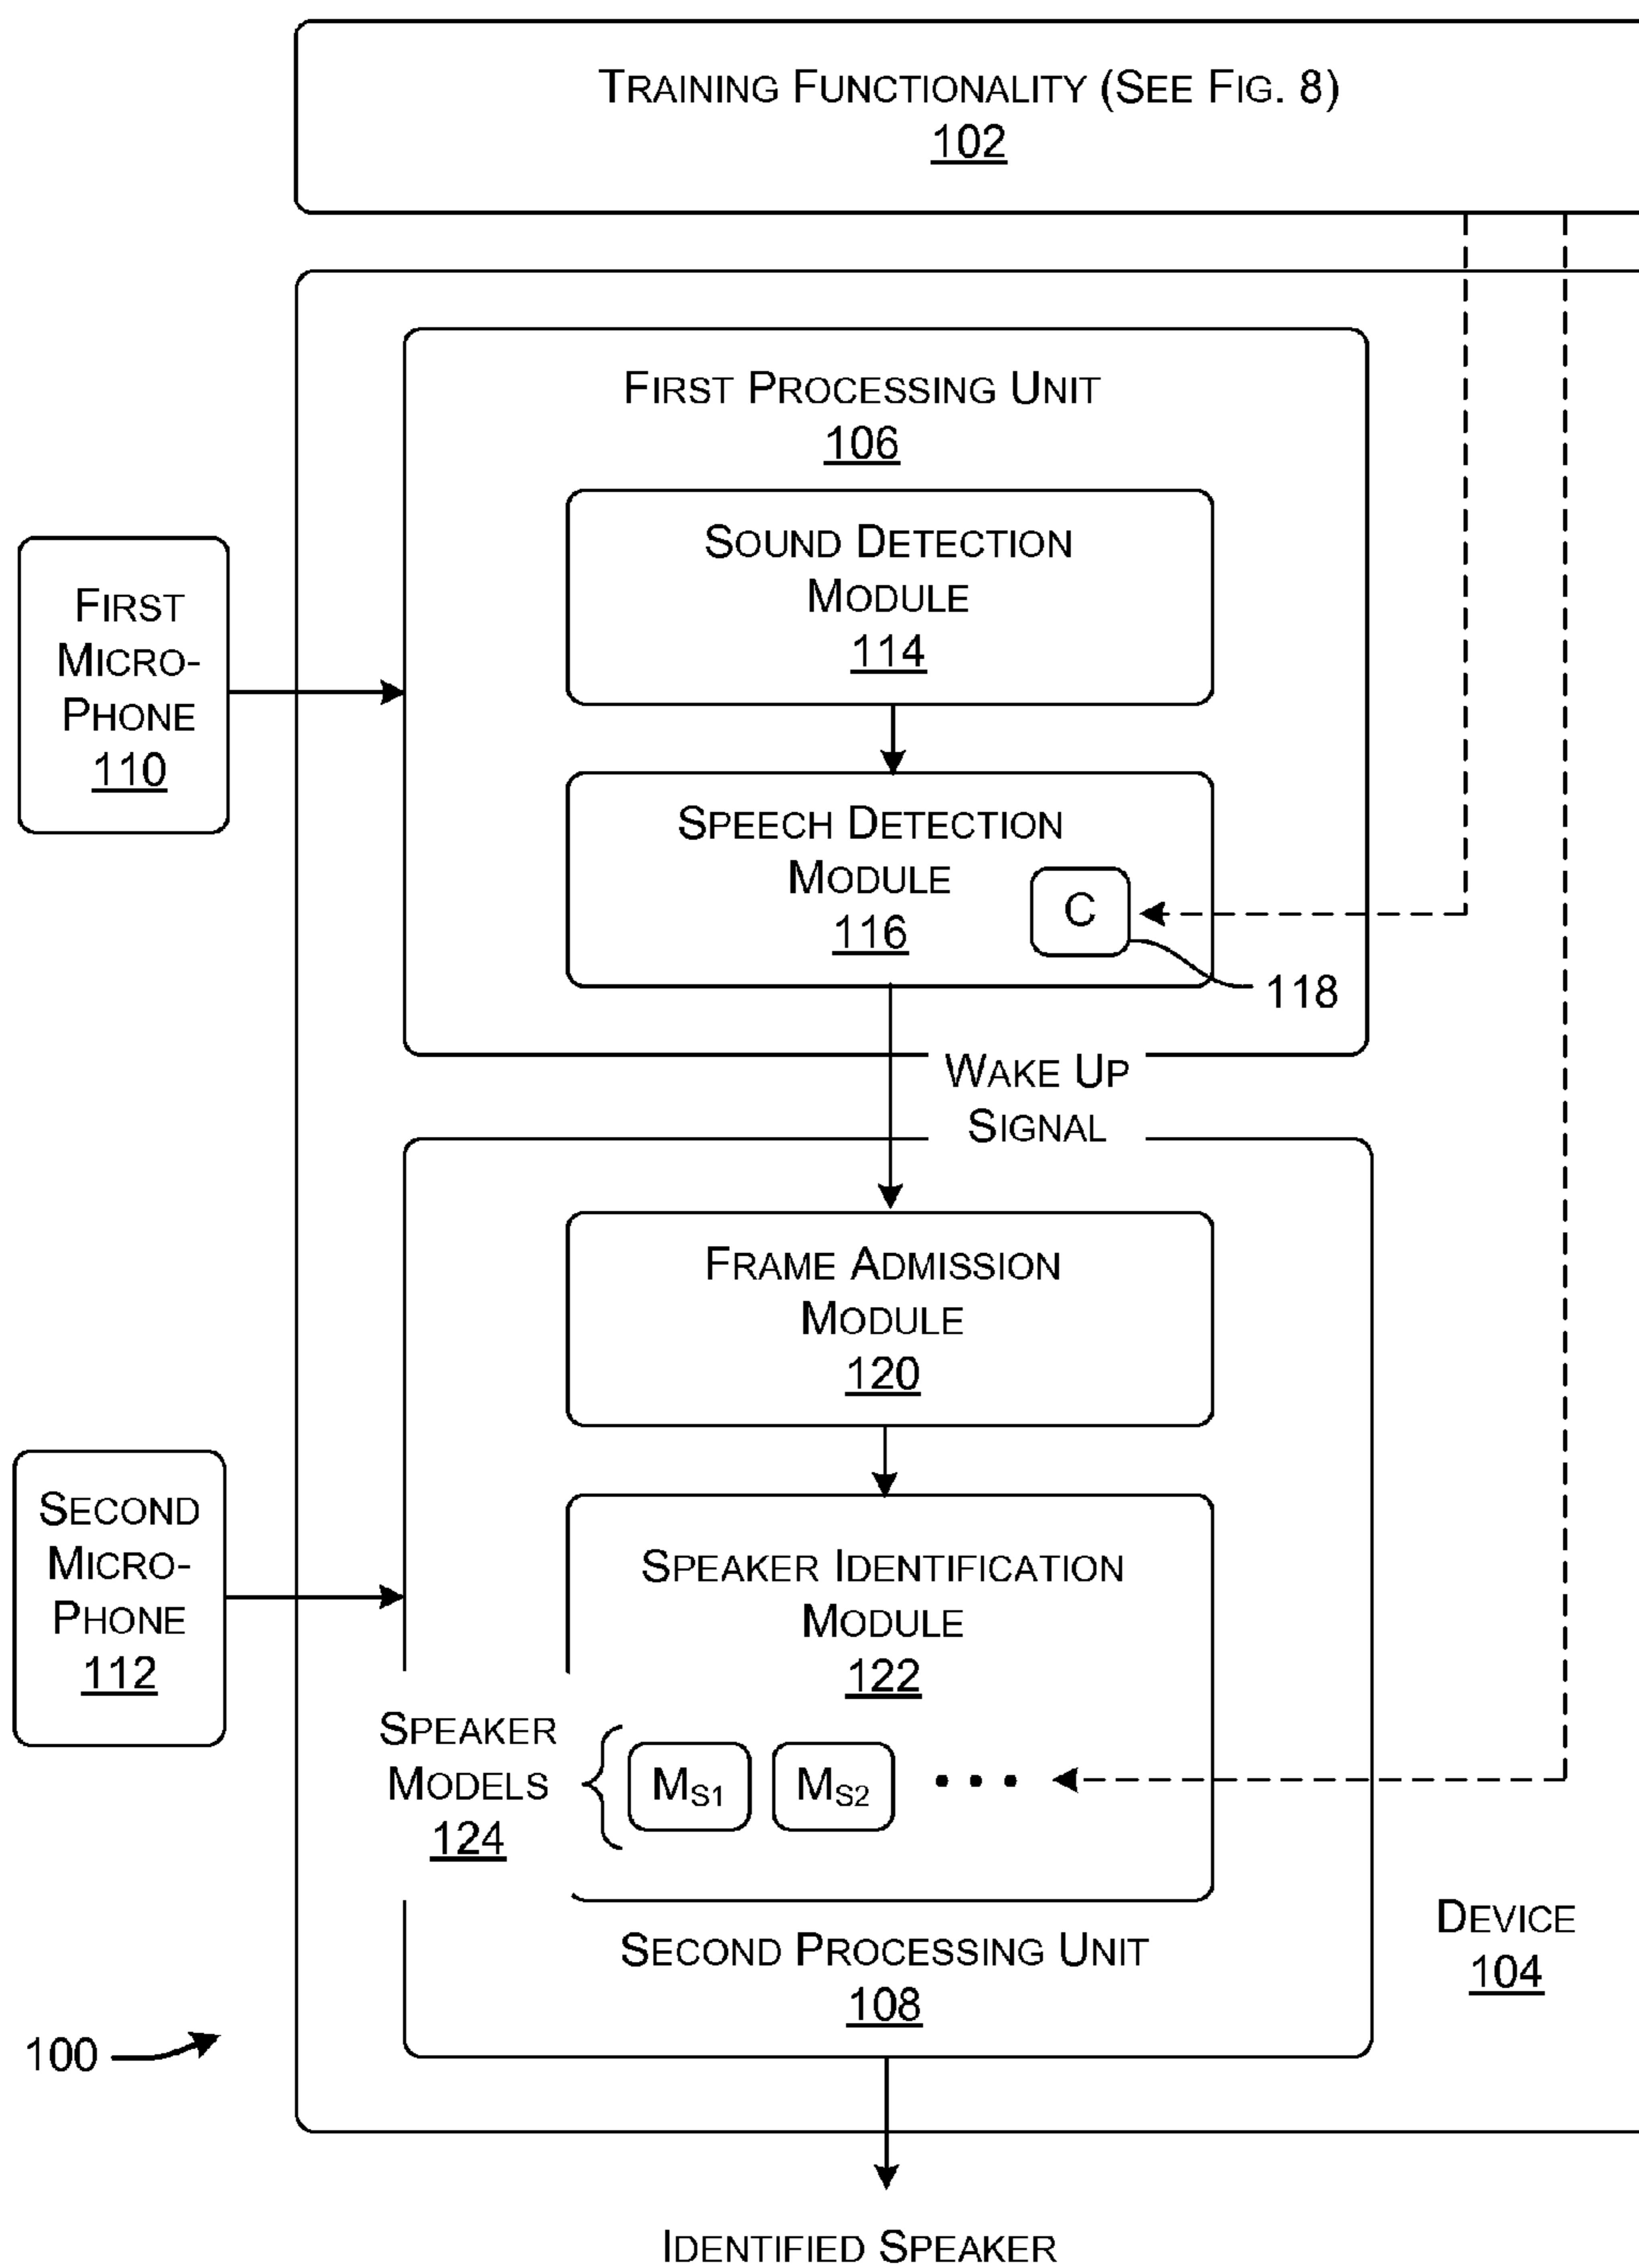 TRAINING FUNCTIONALITY (SEE FIG. 8)
102
FIRST PROCESSING UNIT
106
SOUND DETECTION
MODULE
114
FIRST
MICRO-
PHONE
110
SPEECH DETECTION
MODULE
116
C
118
WAKE UP
SIGNAL
FRAME ADMISSION
MODULE
120
SECOND
MICRO-
PHONE
112
SPEAKER IDENTIFICATION
MODULE
122
SPEAKER
MODELS
124
MS1
MS2
• • •
SECOND PROCESSING UNIT
108
DEVICE
104
100
IDENTIFIED SPEAKER